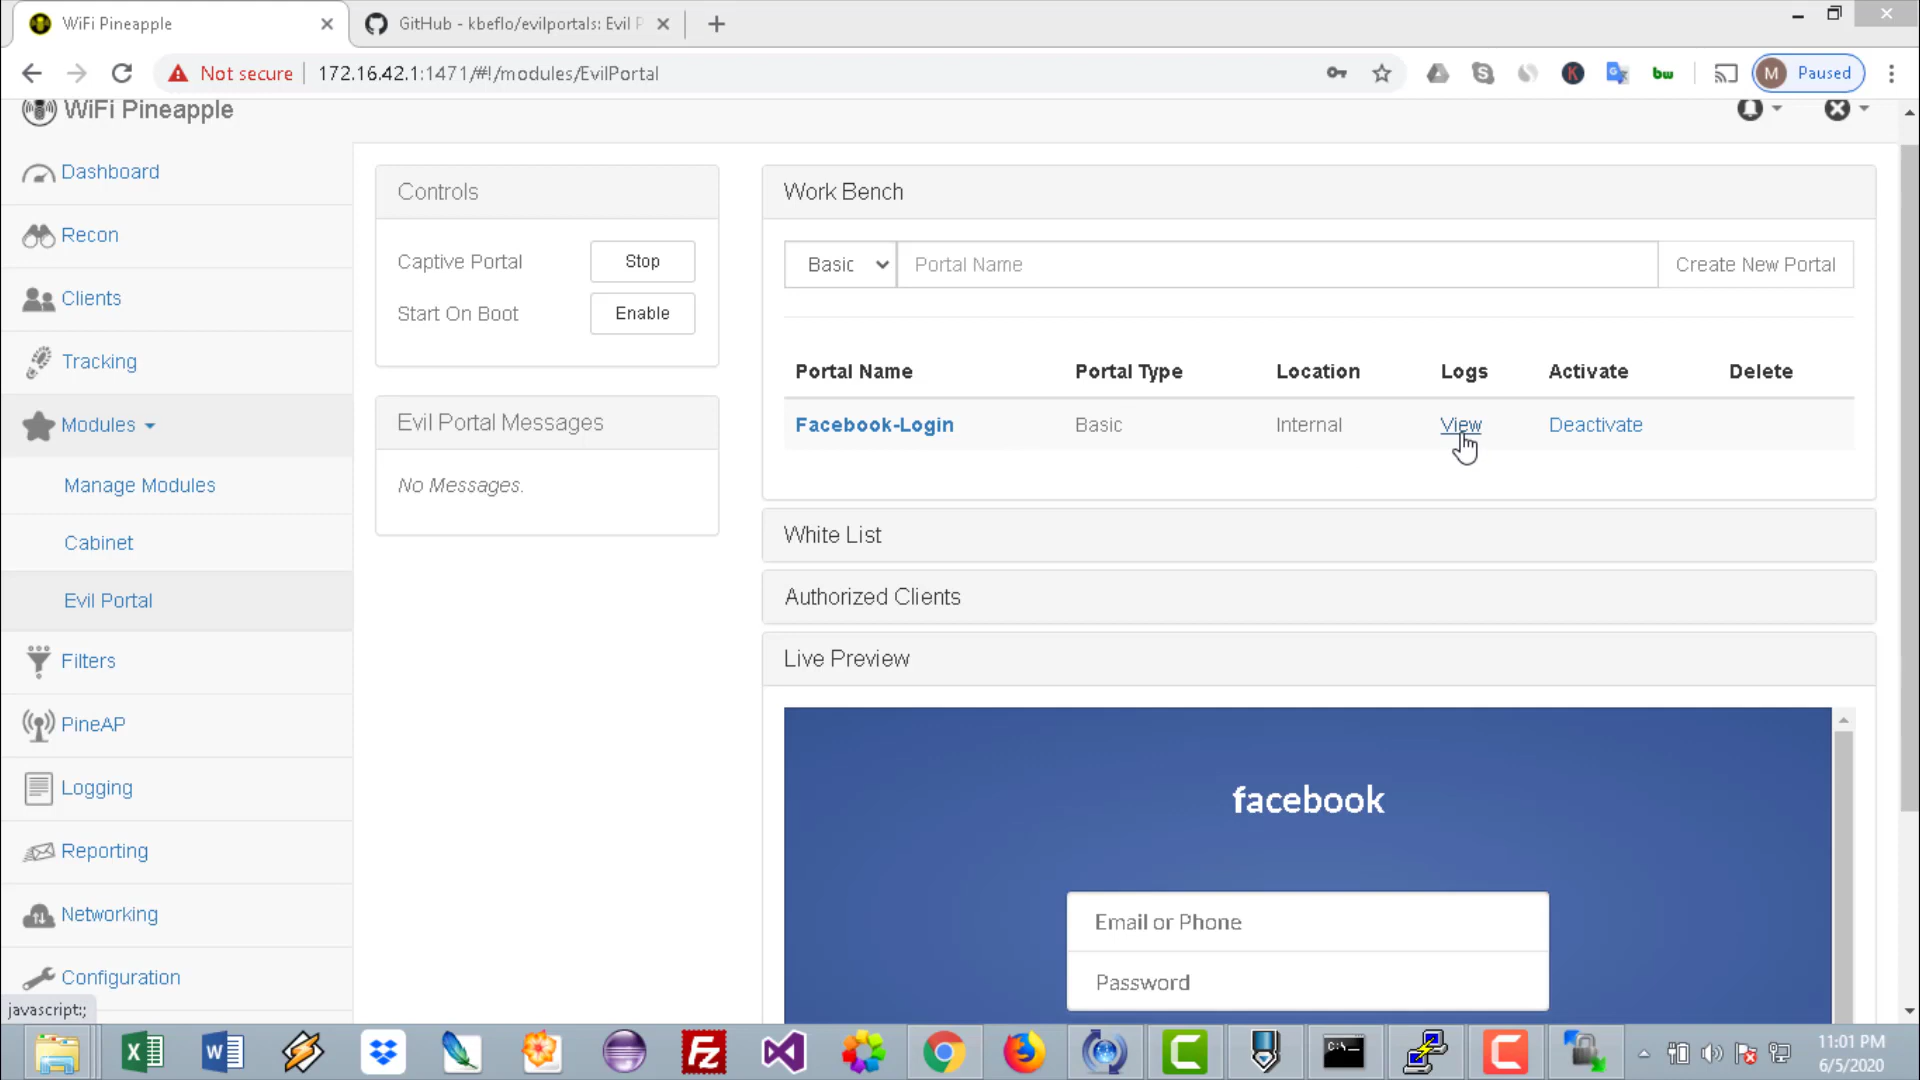 WiFi Pineapple
GitHub - kbeflo/evilportals: Evil P
Not secure
172.16.42.1:1471/#!/modules/EvilPortal
K
bw
M
Paused
WiFi Pineapple
Dashboard
Recon
Clients
Tracking
Modules
Manage Modules
Cabinet
Evil Portal
Filters
PineAP
Logging
Reporting
Networking
Configuration
javascript:;
Controls
Captive Portal
Stop
Start On Boot
Enable
Evil Portal Messages
No Messages.
Work Bench
Basic
Portal Name
Create New Portal
Portal Name Portal Type Location Logs Activate Delete
Facebook-Login Basic Internal View Deactivate
White List
Authorized Clients
Live Preview
facebook
Email or Phone
Password
11:01 PM
6/5/2020